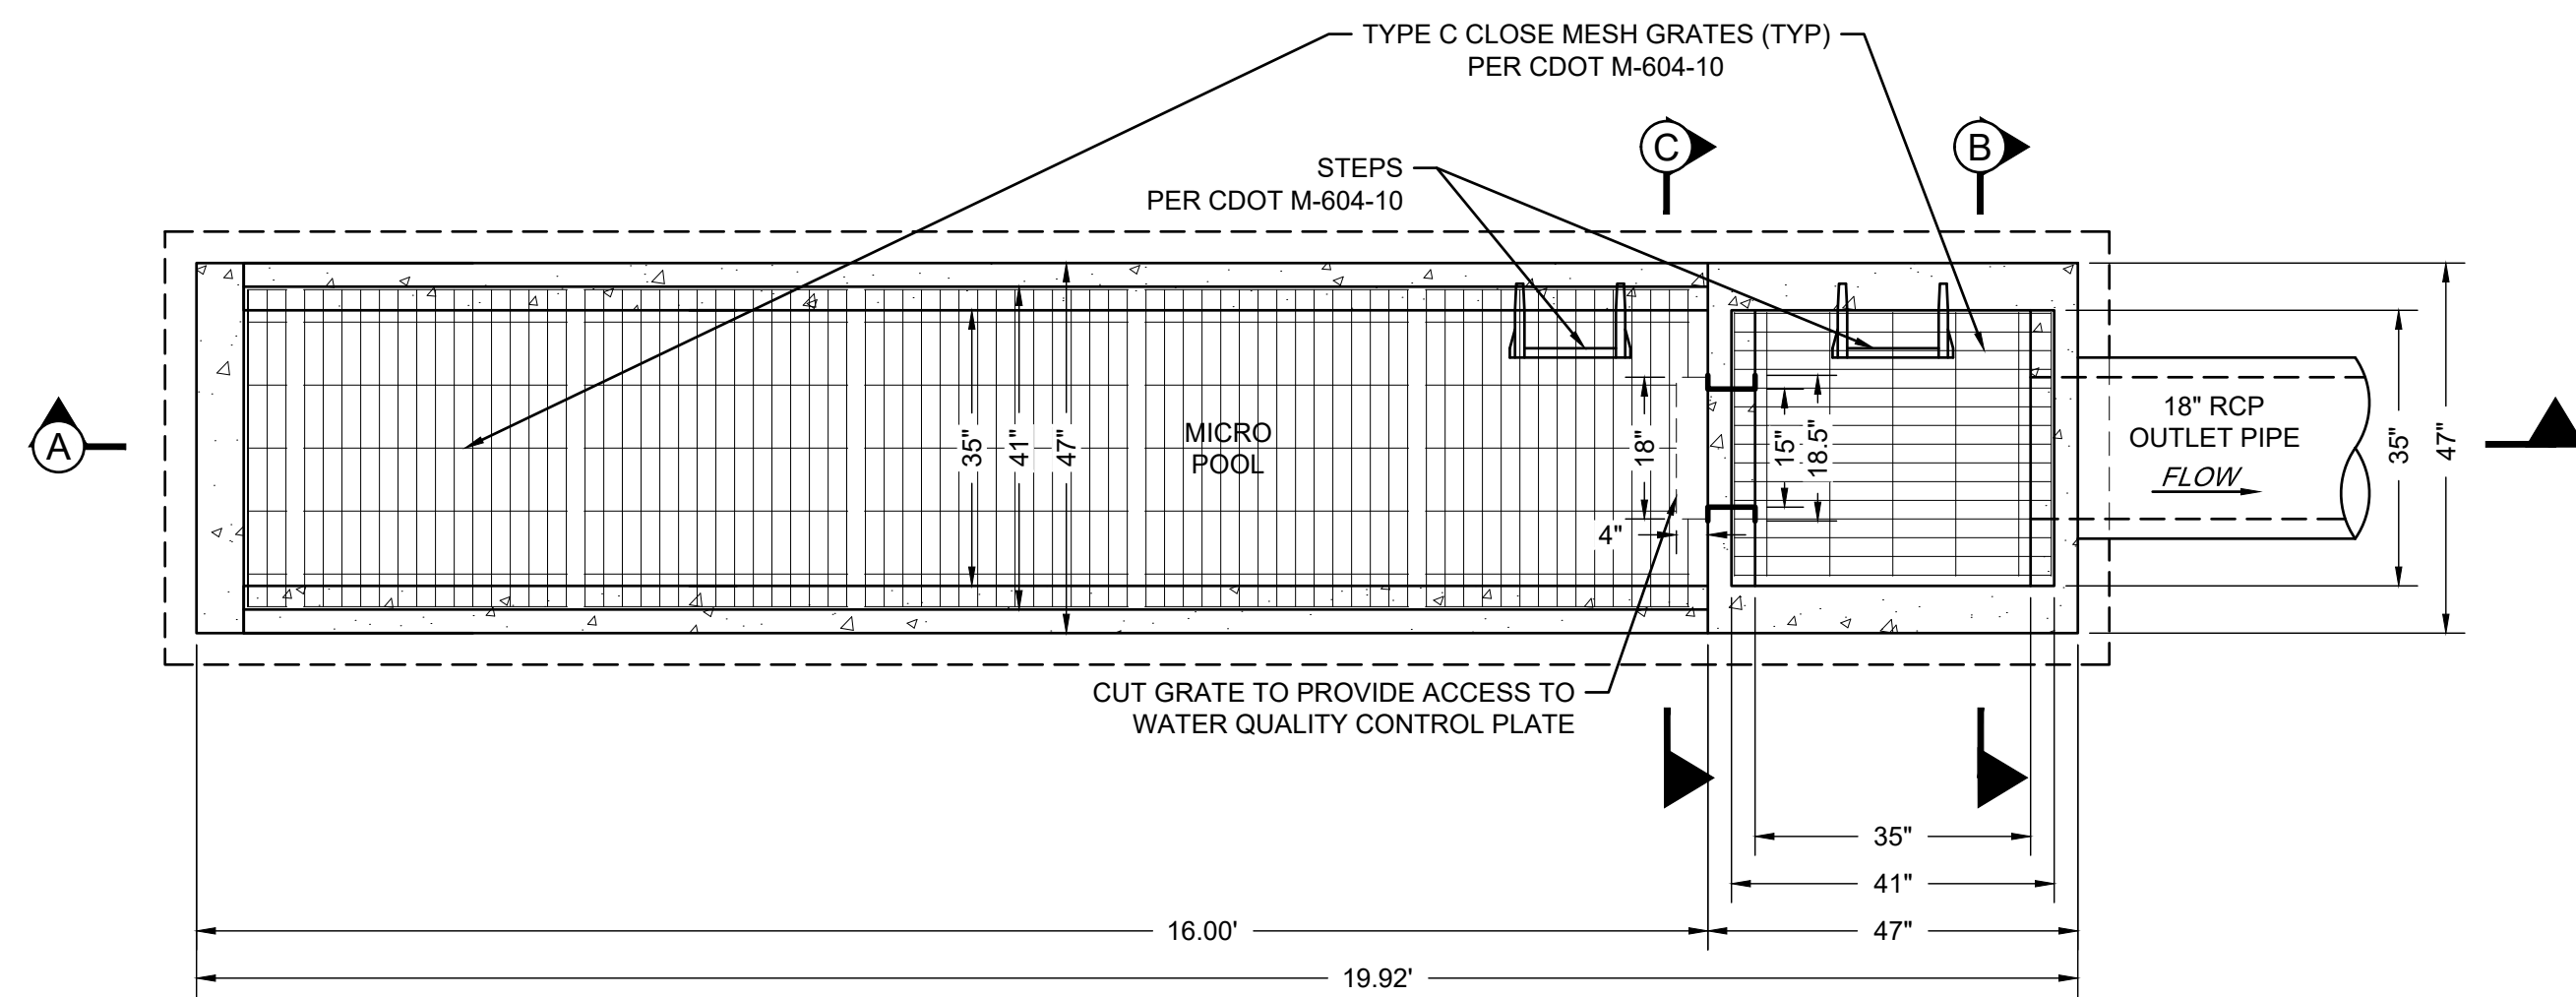 TYPE C CLOSE MESH GRATES (TYP)
PER CDOT M-604-10
C
B
STEPS
PER CDOT M-604-10
A
35"
41"
47"
MICRO
POOL
18"
4"
15"
18.5"
18" RCP
OUTLET PIPE
FLOW
35"
47"
CUT GRATE TO PROVIDE ACCESS TO
WATER QUALITY CONTROL PLATE
35"
41"
16.00'
47"
19.92'